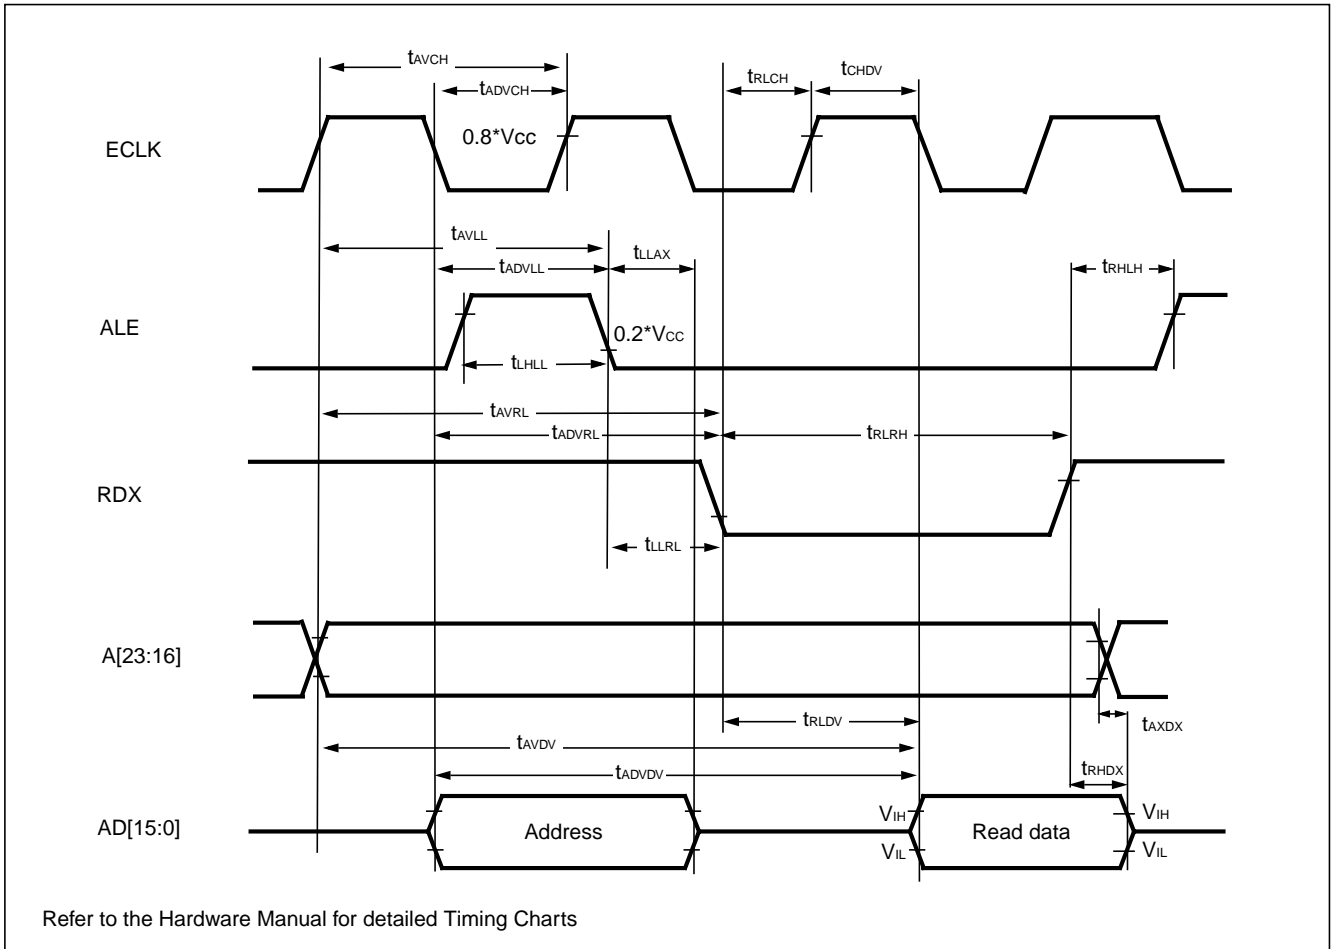 tAVCH
tRLCH
tCHDV
tADVCH
0.8*Vcc
ECLK
tAVLL
tLLAX
tADVLL
tRHLH
ALE
0.2*VCC
tLHLL
tAVRL
tADVRL
tRLRH
RDX
tLLRL
A[23:16]
tRLDV
tAXDX
tAVDV
tADVDV
tRHDX
AD[15:0]
Address
VIH
Read data
VIH
VIL
VIL
Refer to the Hardware Manual for detailed Timing Charts